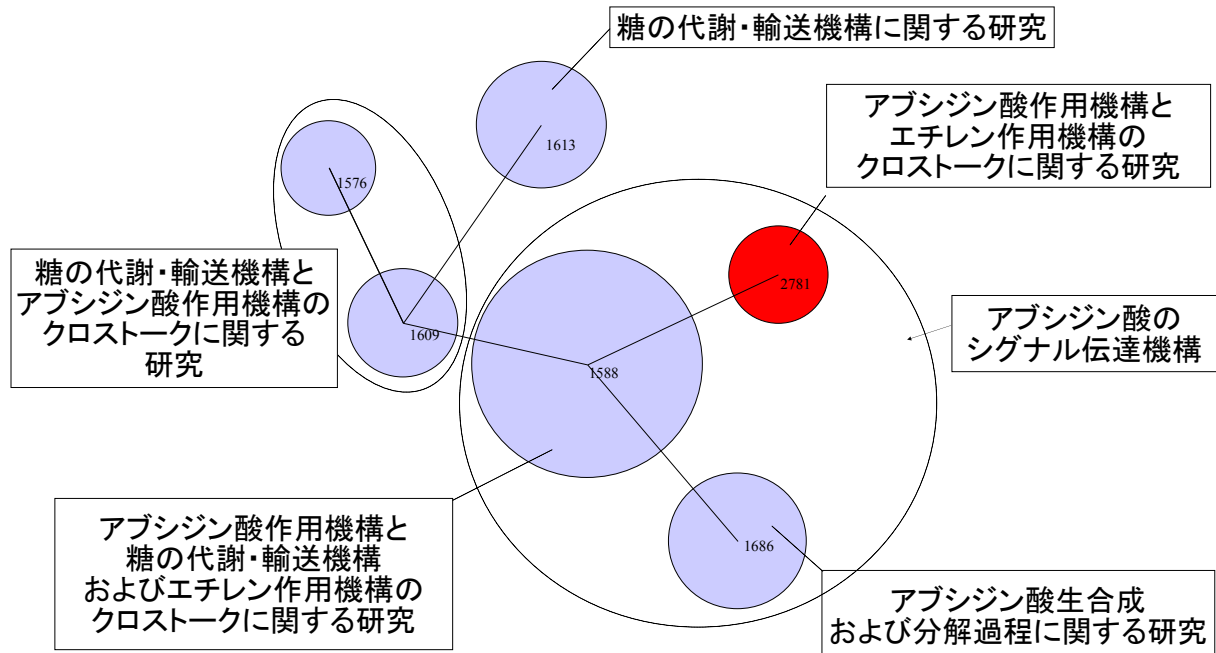 糖の代謝・輸送機構に関する研究
アブシジン酸作用機構と
エチレン作用機構の
クロストークに関する研究
1613
1576
糖の代謝・輸送機構と
アブシジン酸作用機構の
クロストークに関する
研究
1609
2781
アブシジン酸の
シグナル伝達機構
1588
アブシジン酸作用機構と
糖の代謝・輸送機構
およびエチレン作用機構の
クロストークに関する研究
1686
アブシジン酸生合成
および分解過程に関する研究